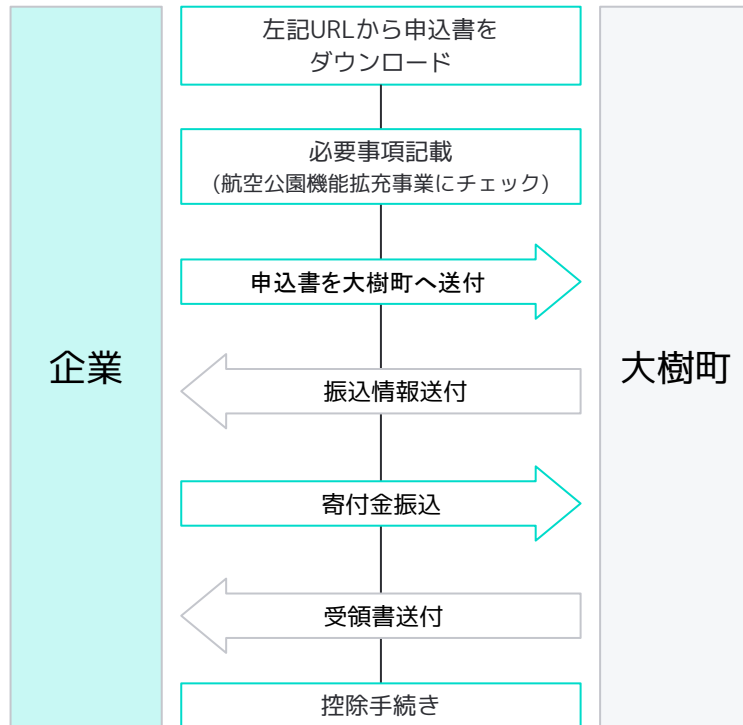 左記URLから申込書を
ダウンロード
必要事項記載
(航空公園機能拡充事業にチェック)
申込書を大樹町へ送付
企業
大樹町
振込情報送付
寄付金振込
受領書送付
控除手続き